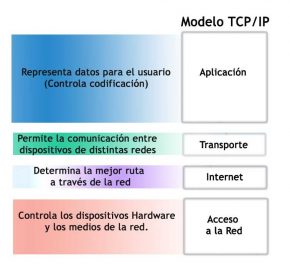 Modelo TCP/IP
Representa datos para el usuario
(Controla codificación)
Aplicación
Permite la comunicación entre
dispositivos de distintas redes
Transporte
Determina la mejor ruta
a través de la red
Internet
Controla los dispositivos Hardware
y los medios de la red.
Acceso
a la Red